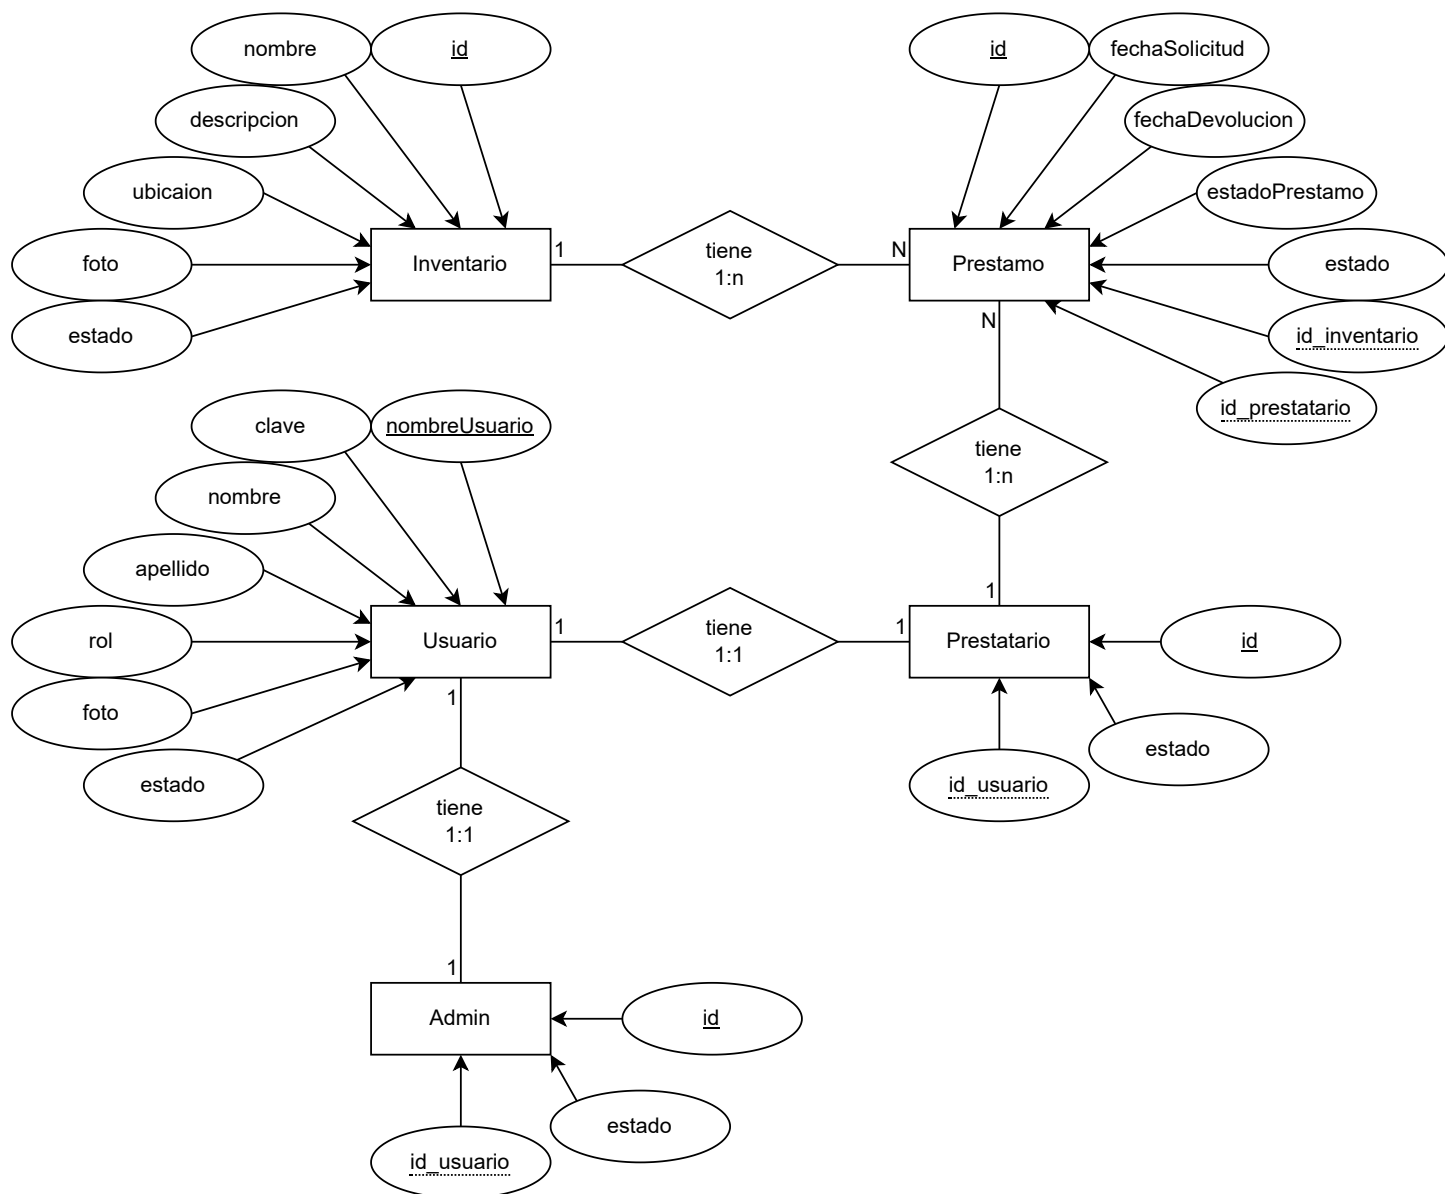 nombre
id
id
fechaSolicitud
descripcion
fechaDevolucion
ubicaion
estadoPrestamo
foto
Inventario
1
tiene
1:n
N
Prestamo
estado
estado
N
id_inventario
id_prestatario
clave
nombreUsuario
tiene
1:n
nombre
apellido
1
rol
Usuario
1
tiene
1:1
1
Prestatario
id
foto
1
estado
estado
id_usuario
tiene
1:1
1
Admin
id
estado
id_usuario